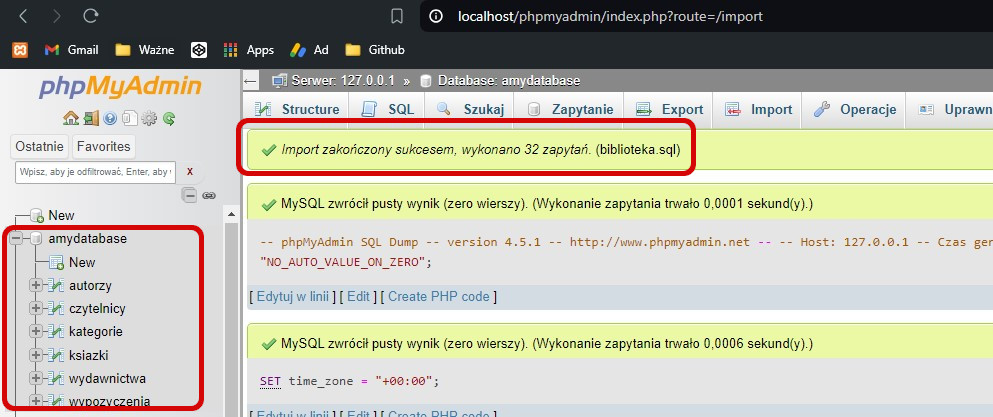 localhost/phpmyadmin/index.php?route=/import
Gmail Ważne Apps Ad Github
phpMyAdmin
Ostatnie Favorites
Wpisz, aby je odfiltrować, Enter, aby
X
New
amydatabase
New
autorzy
czytelnicy
kategorie
ksiazki
wydawnictwa
wypozyczenia
Serwer: 127.0.0.1 » Database: amydatabase
Structure SQL Szukaj Zapytanie Export Import Operacje Uprawn
Import zakończony sukcesem, wykonano 32 zapytań. (biblioteka.sql)
MySQL zwrócił pusty wynik (zero wierszy). (Wykonanie zapytania trwało 0,0001 sekund(y).)
-- phpMyAdmin SQL Dump -- version 4.5.1 -- http://www.phpmyadmin.net -- -- Host: 127.0.0.1 -- Czas gen
"NO_AUTO_VALUE_ON_ZERO";
[ Edytuj w linii ] [ Edit ] [ Create PHP code ]
MySQL zwrócił pusty wynik (zero wierszy). (Wykonanie zapytania trwało 0,0006 sekund(y).)
SET time_zone = "+00:00";
[ Edytuj w linii ] [ Edit ] [ Create PHP code ]